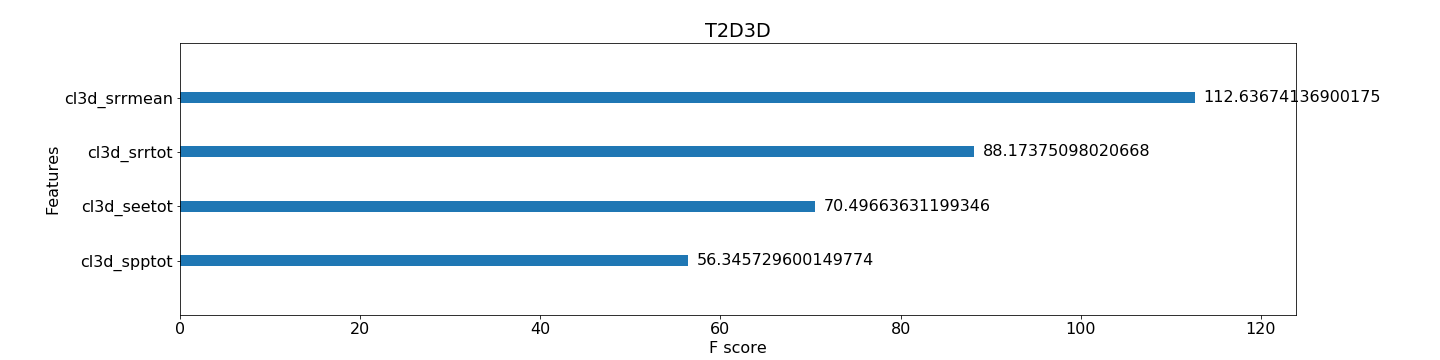 T2D3D
cl3d_srrmean
112.63674136900175
cl3d_srrtot
88.17375098020668
cl3d_seetot
70.49663631199346
cl3d_spptot
56.345729600149774
Features
0 20 40 60 80 100 120
F score